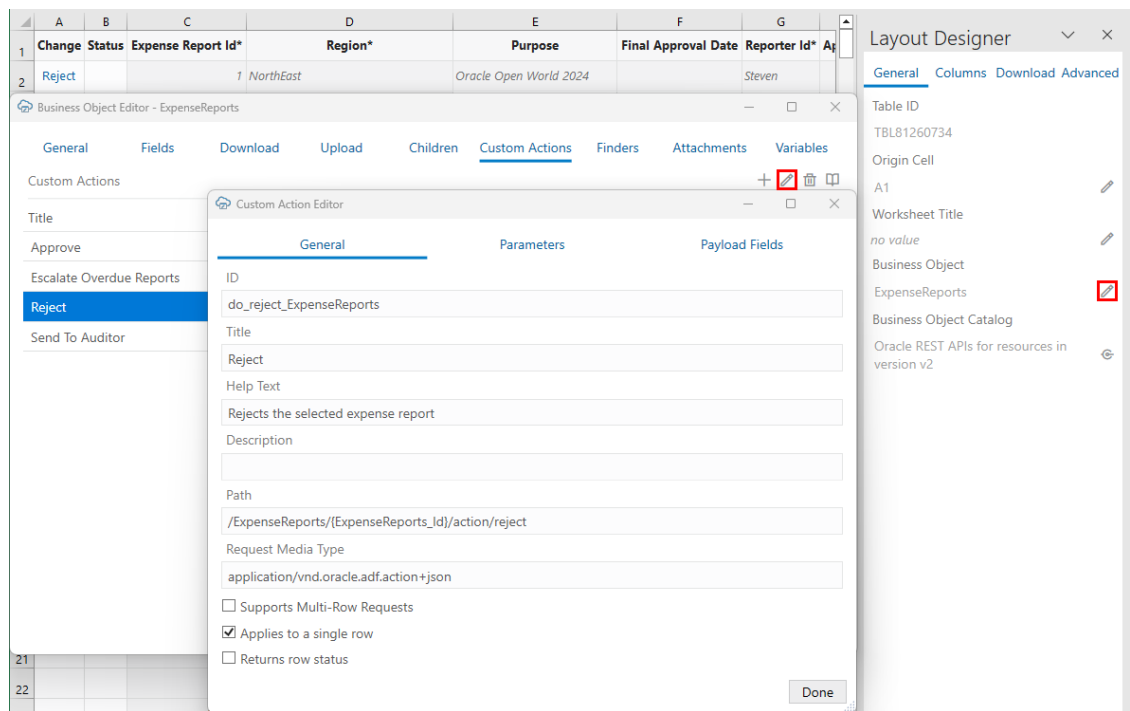 A B C D E F G
1 Change Status Expense Report Id* Region* Purpose Final Approval Date Reporter Id*
2 Reject 1 NorthEast Oracle Open World 2024 Steven
Business Object Editor - ExpenseReports
General Fields Download Upload Children Custom Actions Finders Attachments Variables
Custom Actions
Title
Approve
Escalate Overdue Reports
Reject
Send To Auditor
21
22
Custom Action Editor
General Parameters Payload Fields
ID
do_reject_ExpenseReports
Title
Reject
Help Text
Rejects the selected expense report
Description
Path
/ExpenseReports/{ExpenseReports_Id}/action/reject
Request Media Type
application/vnd.oracle.adf.action+json
Supports Multi-Row Requests
Applies to a single row
Returns row status
Done
Layout Designer
General Columns Download Advanced
Table ID
TBL81260734
Origin Cell
A1
Worksheet Title
no value
Business Object
ExpenseReports
Business Object Catalog
Oracle REST APIs for resources in
version v2